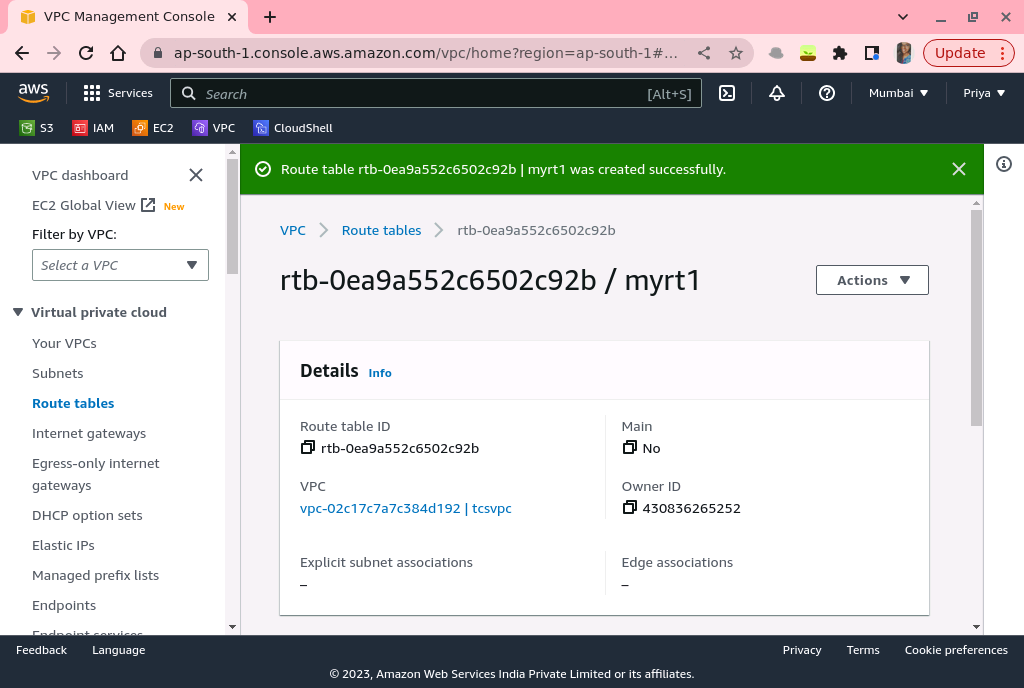 VPC Management Console
ap-south-1.console.aws.amazon.com/vpc/home?region=ap-south-1#...
Update
aws
Services
Search
[Alt+S]
Mumbai
Priya
S3
IAM
EC2
VPC
CloudShell
VPC dashboard
EC2 Global View
New
Filter by VPC:
Select a VPC
Virtual private cloud
Your VPCs
Subnets
Route tables
Internet gateways
Egress-only internet
gateways
DHCP option sets
Elastic IPs
Managed prefix lists
Endpoints
Endpoint services
Route table rtb-0ea9a552c6502c92b | myrt1 was created successfully.
VPC
Route tables
rtb-0ea9a552c6502c92b
rtb-0ea9a552c6502c92b / myrt1
Actions
Details
Info
Route table ID
rtb-0ea9a552c6502c92b
Main
No
VPC
vpc-02c17c7a7c384d192 | tcsvpc
Owner ID
430836265252
Explicit subnet associations
–
Edge associations
–
Feedback
Language
Privacy
Terms
Cookie preferences
© 2023, Amazon Web Services India Private Limited or its affiliates.